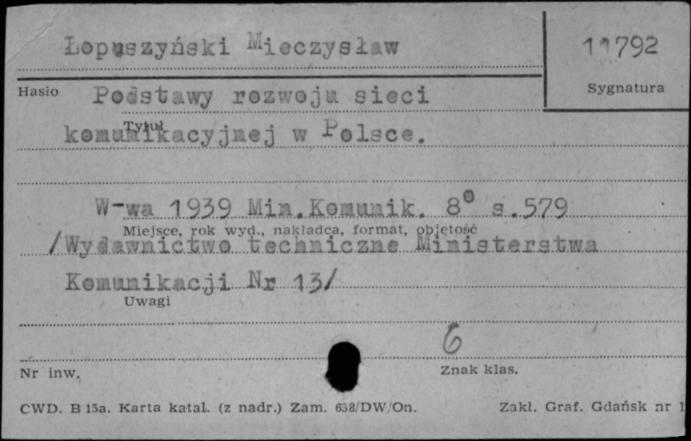 Łopuszyński Mieczysław
11792
Hasło
Sygnatura
Podstawy rozwoju sieci
Tytuł
komunikacyjnej w Polsce.
W-wa 1939 Min.Komunik. 8° s.579
Miejsce, rok wyd., nakładca, format, objętość
/Wydawnictwo techniczne Ministerstwa
Komunikacji Nr 13/
Uwagi
6
Nr inw.
Znak klas.
CWD. B 15a. Karta katal. (z nadr.) Zam. 638/DW/On.
Zakł. Graf. Gdańsk nr 1